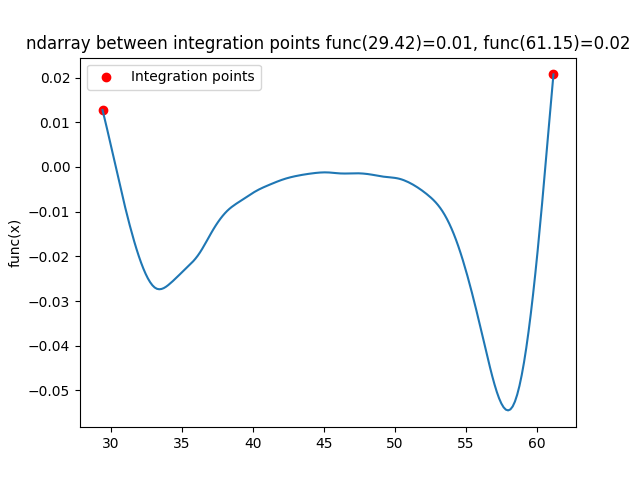 ndarray between integration points func(29.42)=0.01, func(61.15)=0.02
Integration points
func(x)
0.02
0.01
0.00
−0.01
−0.02
−0.03
−0.04
−0.05
30 35 40 45 50 55 60